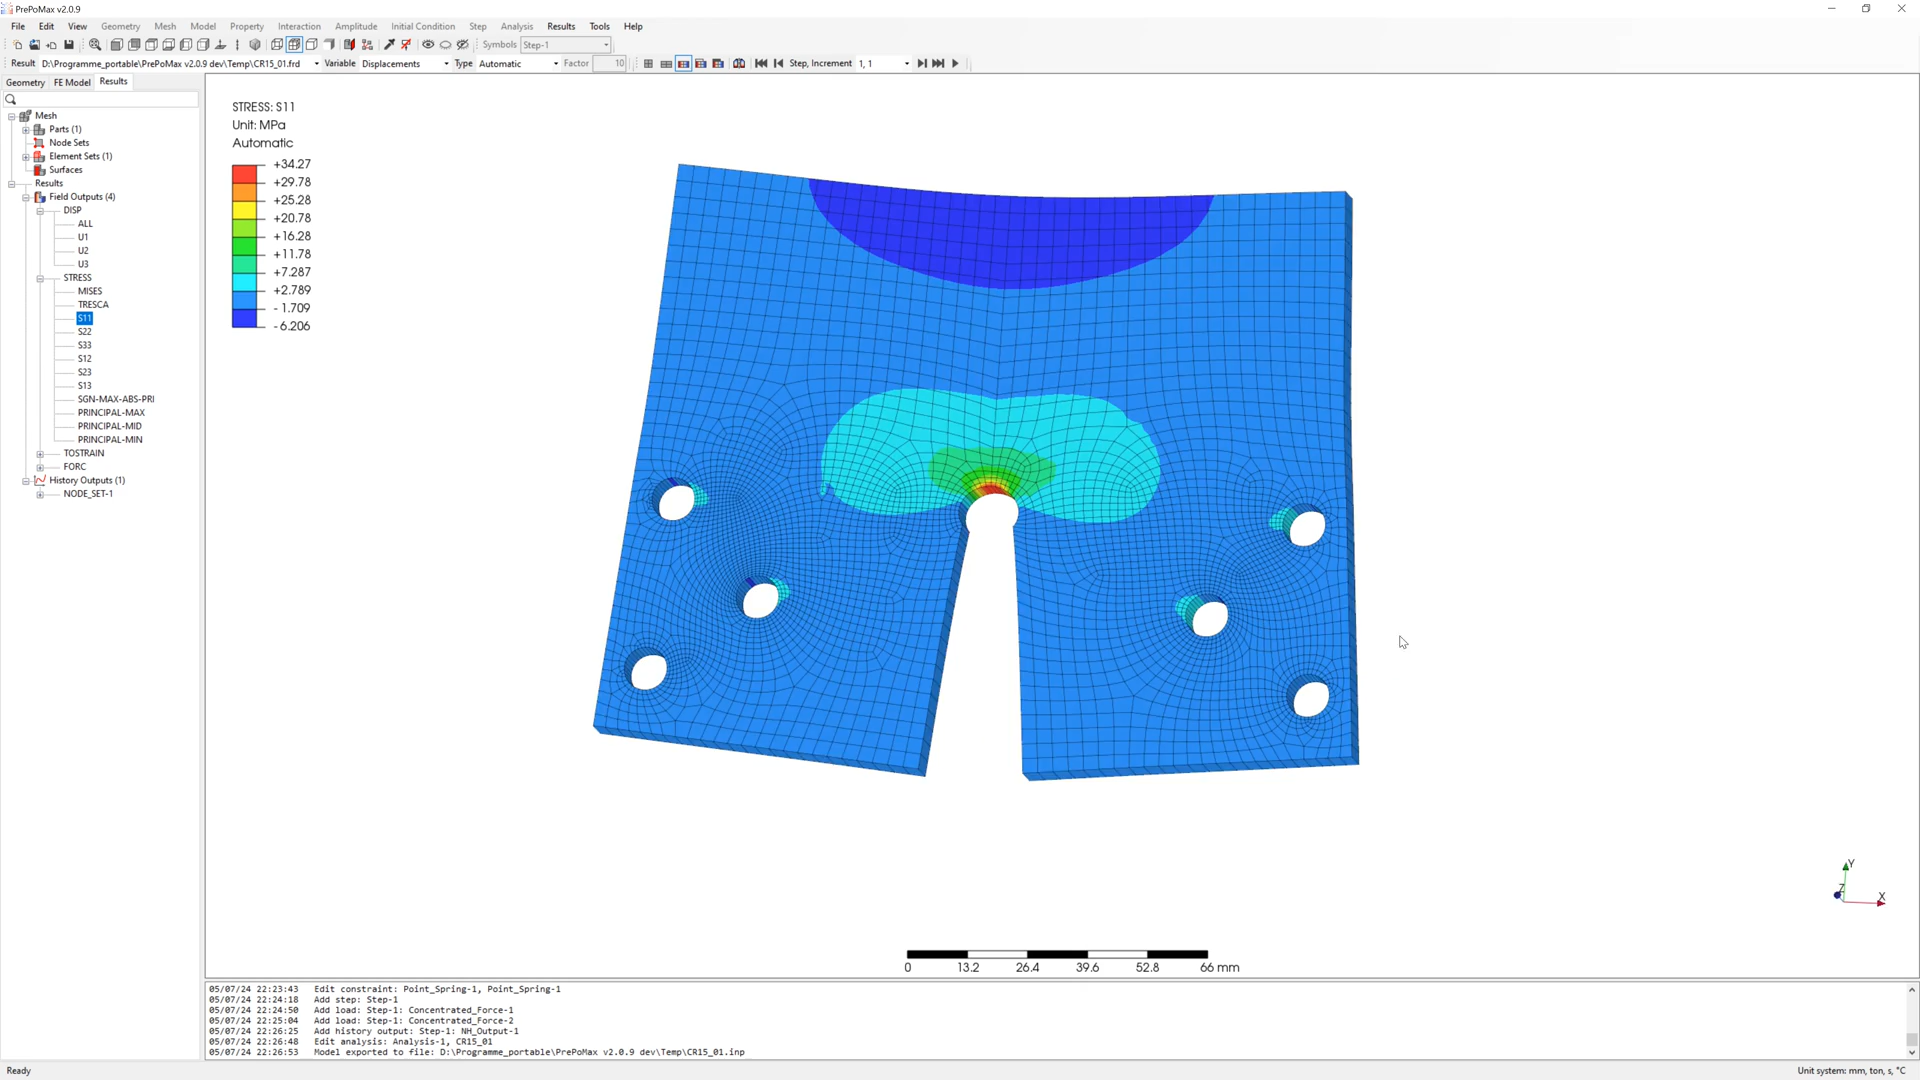 PrePoMax v2.0.9
File Edit View Geometry Mesh Model Property Interaction Amplitude Initial Condition Step Analysis Results Tools Help
Symbols Step-1
Result D:\Programme_portable\PrePoMax v2.0.9 dev\Temp\CR15_01.frd Variable Displacements Type Automatic Factor 10 Step, Increment 1, 1
Geometry FE Model Results
Mesh
Parts (1)
Node Sets
Element Sets (1)
Surfaces
Results
Field Outputs (4)
DISP
ALL
U1
U2
U3
STRESS
MISES
TRESCA
S11
S22
S33
S12
S23
S13
SGN-MAX-ABS-PRI
PRINCIPAL-MAX
PRINCIPAL-MID
PRINCIPAL-MIN
TOSTRAIN
FORC
History Outputs (1)
NODE_SET-1
STRESS: S11
Unit: MPa
Automatic
+34.27
+29.78
+25.28
+20.78
+16.28
+11.78
+7.287
+2.789
- 1.709
- 6.206
Y
Z
X
0 13.2 26.4 39.6 52.8 66 mm
05/07/24 22:23:43 Edit constraint: Point_Spring-1, Point_Spring-1
05/07/24 22:24:18 Add step: Step-1
05/07/24 22:24:50 Add load: Step-1: Concentrated_Force-1
05/07/24 22:25:04 Add load: Step-1: Concentrated_Force-2
05/07/24 22:26:25 Add history output: Step-1: NH_Output-1
05/07/24 22:26:48 Edit analysis: Analysis-1, CR15_01
05/07/24 22:26:53 Model exported to file: D:\Programme_portable\PrePoMax v2.0.9 dev\Temp\CR15_01.inp
Ready
Unit system: mm, ton, s, °C